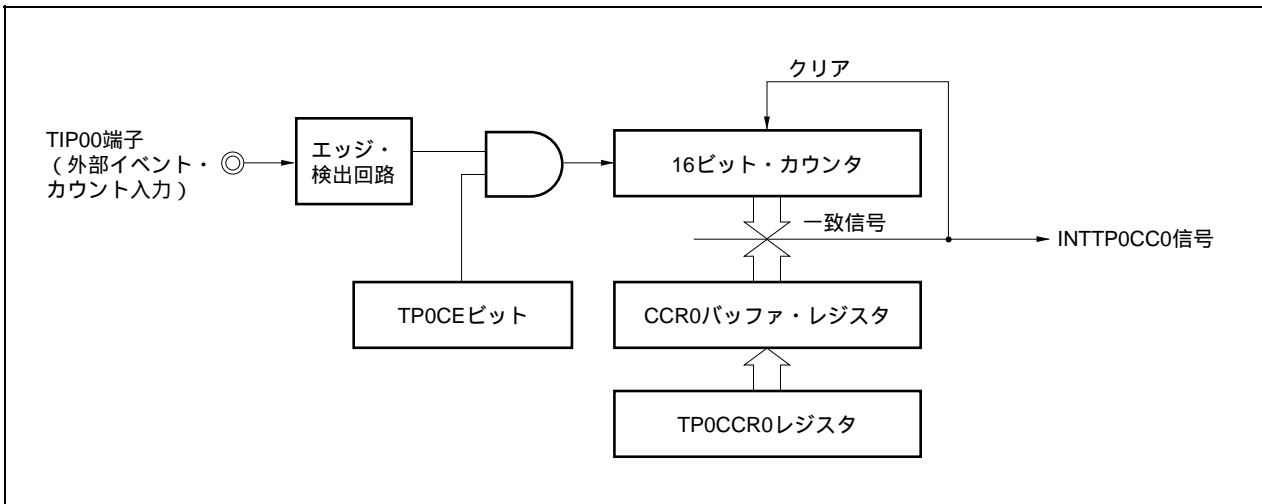 クリア
TIP00端子
（外部イベント・
カウント入力）
エッジ・
検出回路
16ビット・カウンタ
一致信号
INTTP0CC0信号
TP0CEビット
CCR0バッファ・レジスタ
TP0CCR0レジスタ